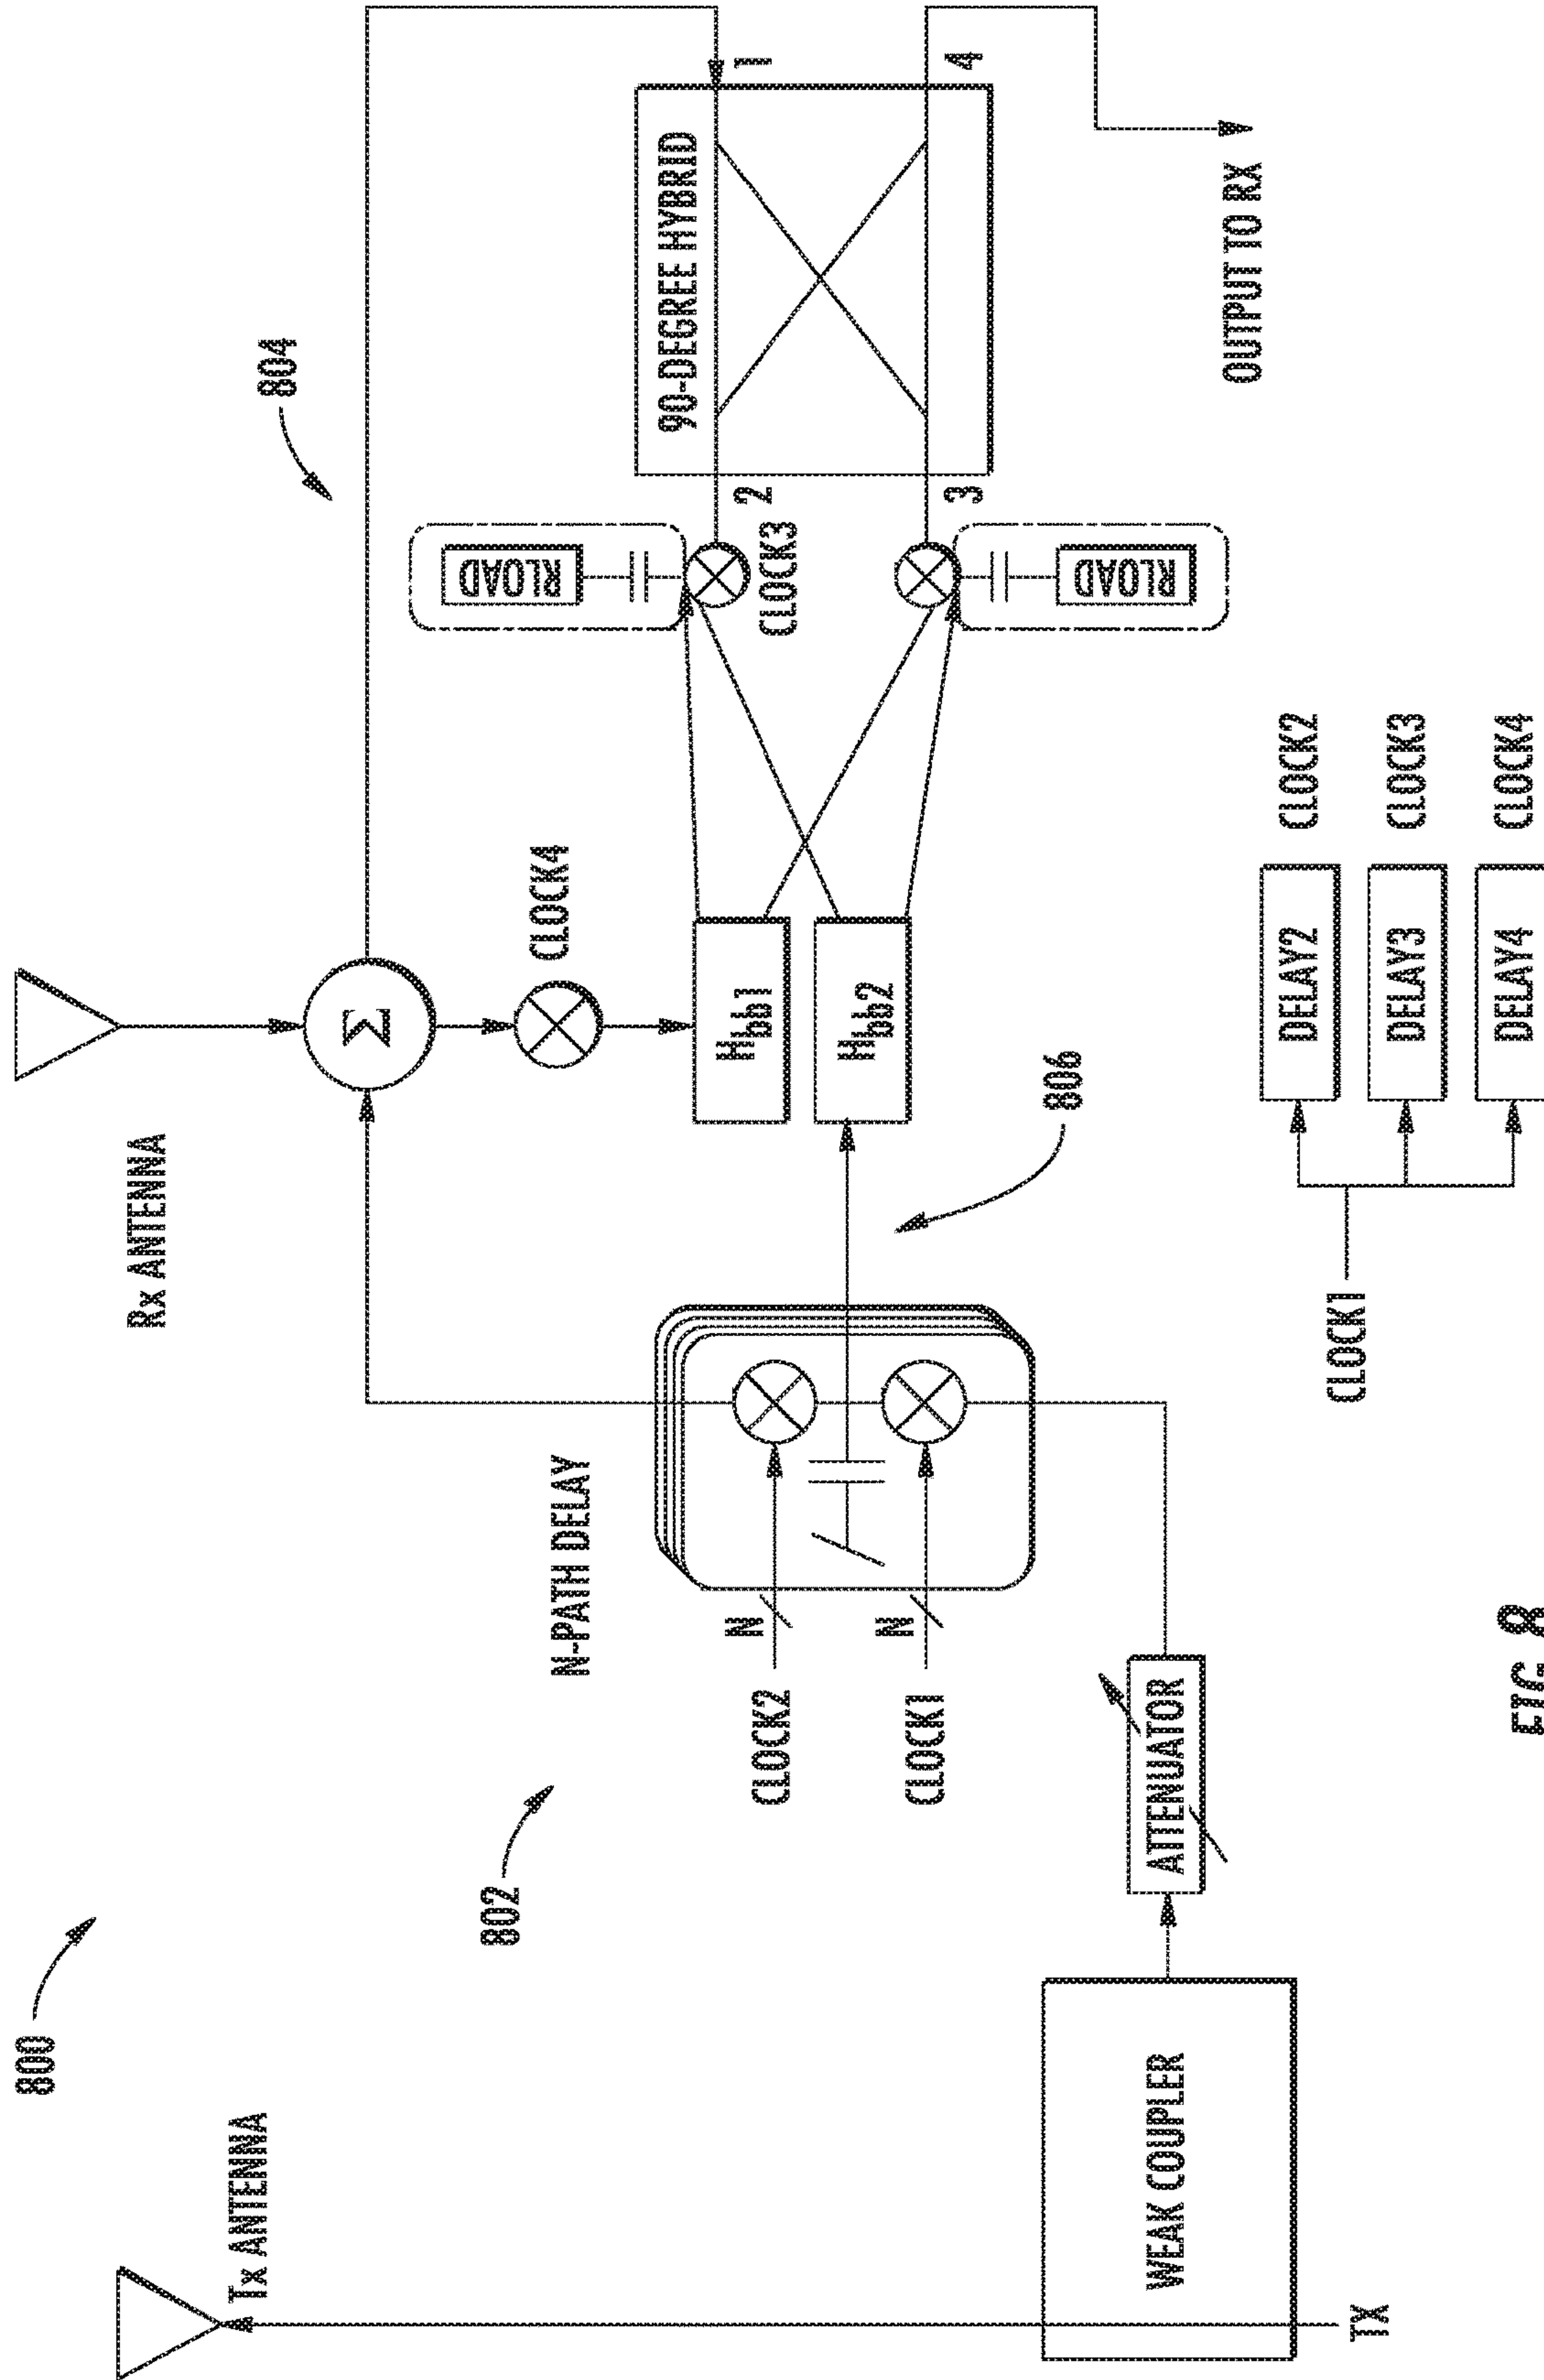 800
Tx ANTENNA
TX
WEAK COUPLER
ATTENUATOR
802
N-PATH DELAY
CLOCK2
N
CLOCK1
N
Rx ANTENNA
Σ
CLOCK4
Hbb1
Hbb2
806
804
RLOAD
CLOCK3
RLOAD
90-DEGREE HYBRID
1
2
3
4
OUTPUT TO RX
CLOCK1
DELAY2
CLOCK2
DELAY3
CLOCK3
DELAY4
CLOCK4
FIG. 8